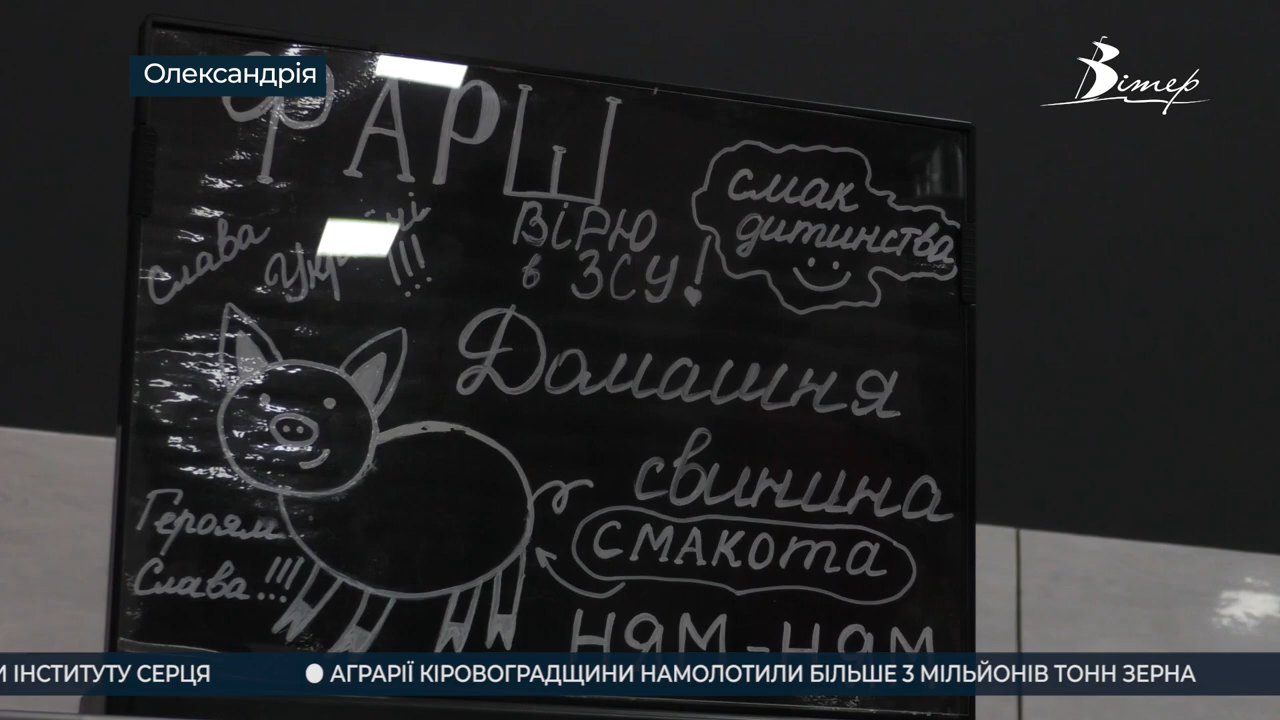 Олександрія
Вітер
ФАРШ
Слава
Україні
!!!
ВІРЮ
в ЗСУ!
смак
дитинства
Домашня
свинина
смакота
ням-ням
Героям
Слава!!!
И ІНСТИТУТУ СЕРЦЯ
АГРАРІЇ КІРОВОГРАДЩИНИ НАМОЛОТИЛИ БІЛЬШЕ 3 МІЛЬЙОНІВ ТОНН ЗЕРНА